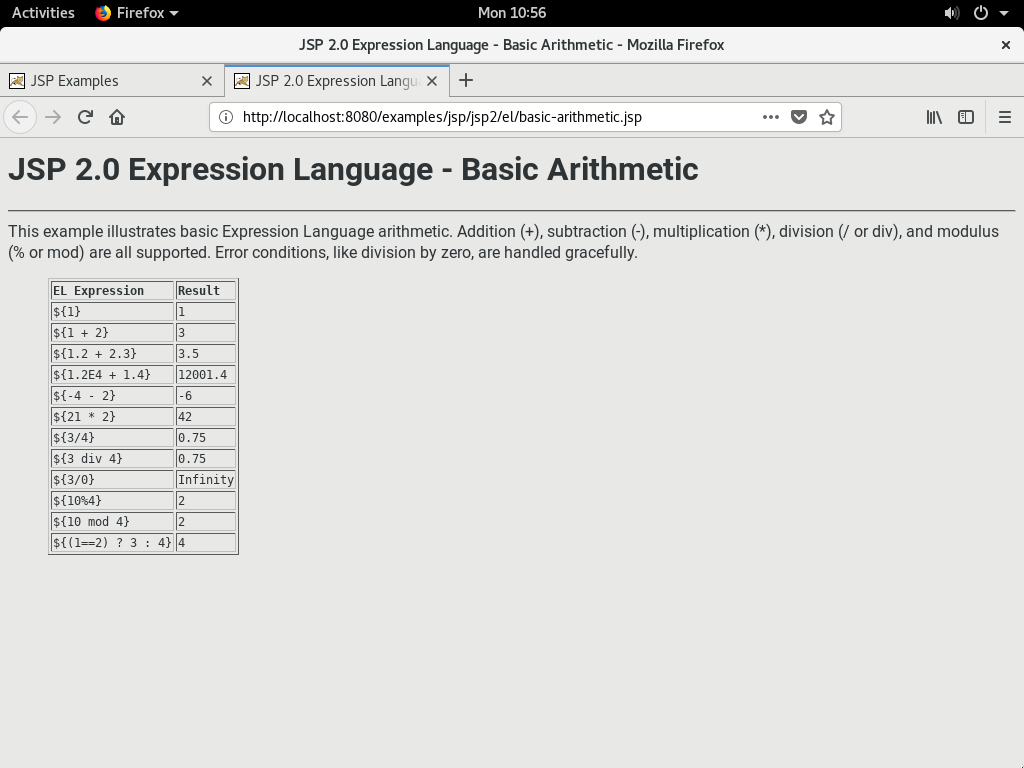 Activities Firefox Mon 10:56
JSP 2.0 Expression Language - Basic Arithmetic - Mozilla Firefox
JSP Examples JSP 2.0 Expression Langu
http://localhost:8080/examples/jsp/jsp2/el/basic-arithmetic.jsp
JSP 2.0 Expression Language - Basic Arithmetic
This example illustrates basic Expression Language arithmetic. Addition (+), subtraction (-), multiplication (*), division (/ or div), and modulus
(% or mod) are all supported. Error conditions, like division by zero, are handled gracefully.
EL Expression Result
${1} 1
${1 + 2} 3
${1.2 + 2.3} 3.5
${1.2E4 + 1.4} 12001.4
${-4 - 2} -6
${21 * 2} 42
${3/4} 0.75
${3 div 4} 0.75
${3/0} Infinity
${10%4} 2
${10 mod 4} 2
${(1==2) ? 3 : 4} 4